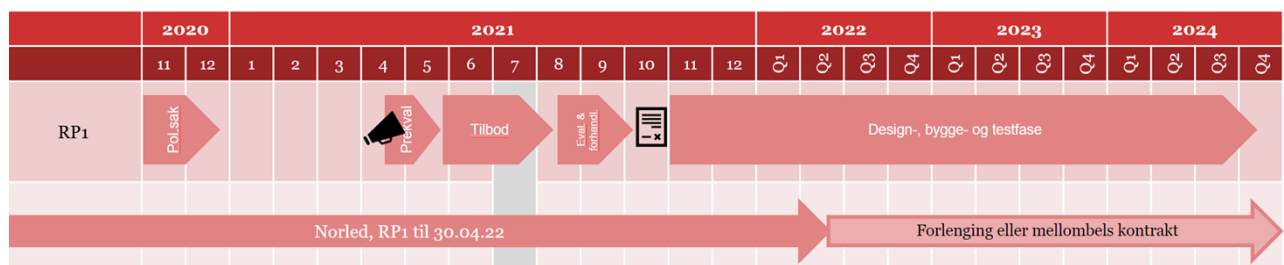 2020 2021 2022 2023 2024
11 12 1 2 3 4 5 6 7 8 9 10 11 12 Q1 Q2 Q3 Q4 Q1 Q2 Q3 Q4 Q1 Q2 Q3 Q4
RP1
Pol.sak
Prekval
Tilbod
Eval. &
forhandl.
Design-, bygge- og testfase
Norled, RP1 til 30.04.22
Forlenging eller mellombels kontrakt